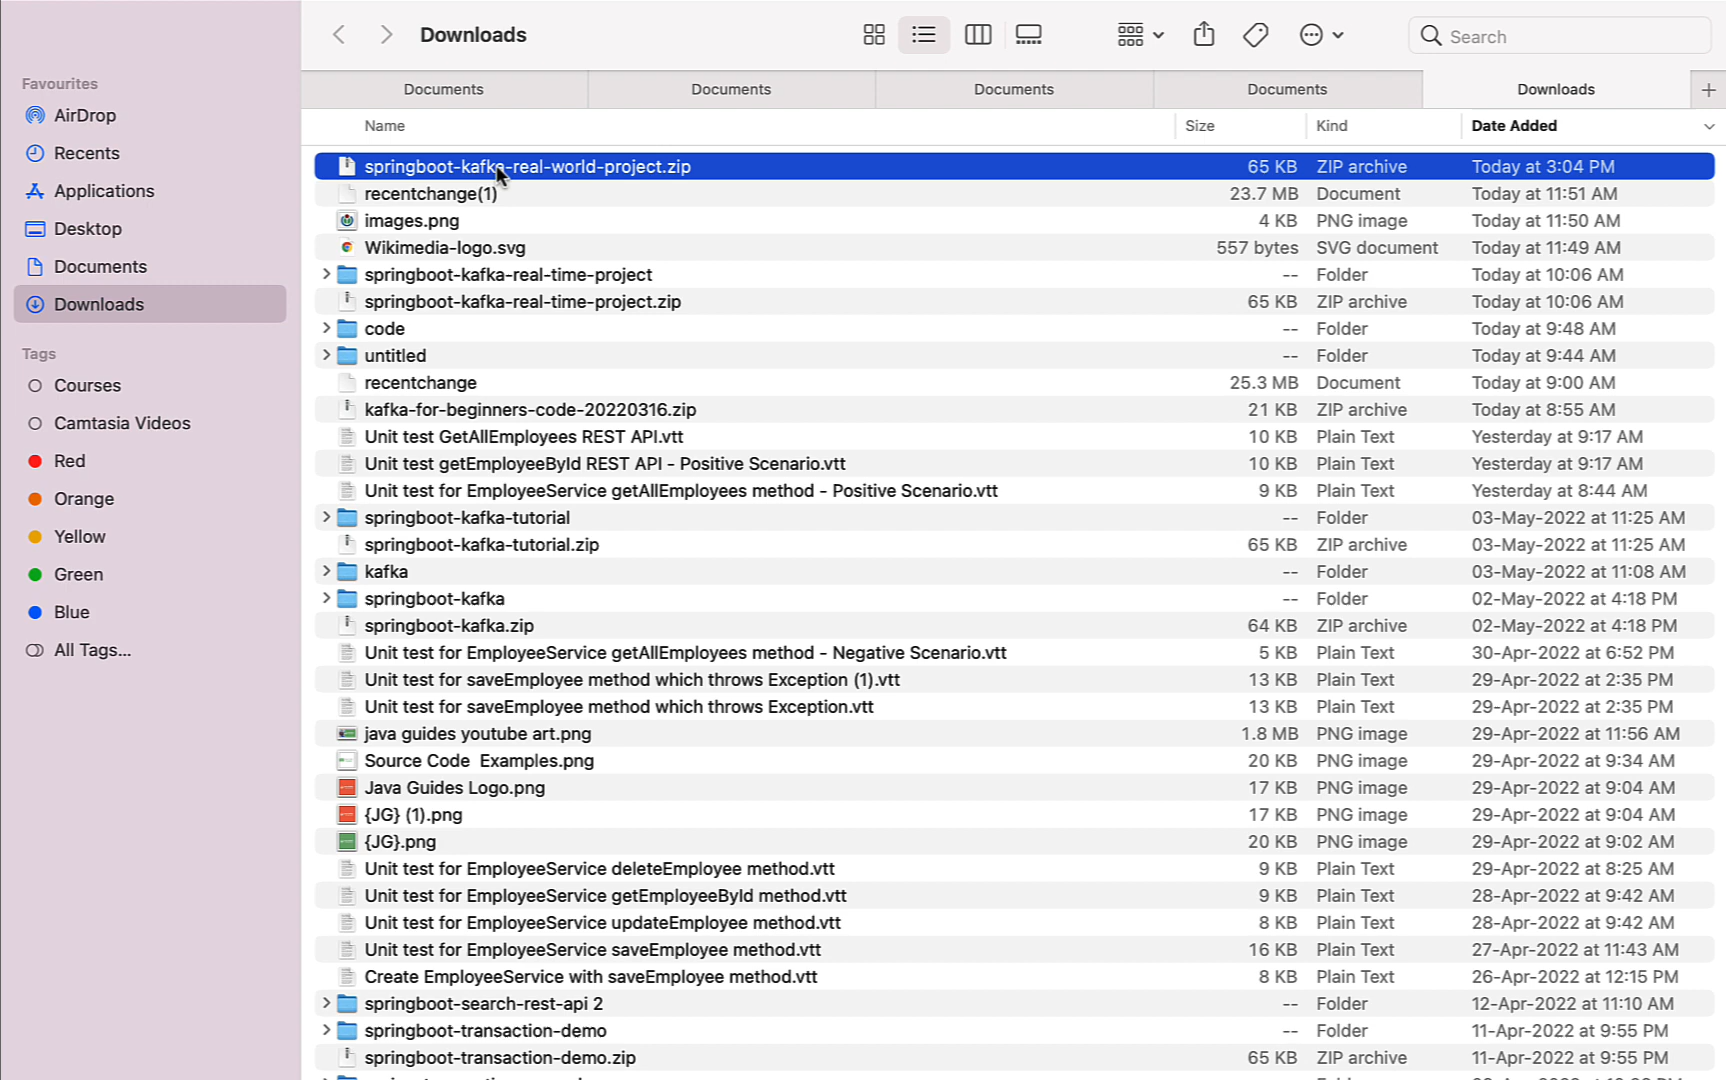 Downloads
Search
Favourites
AirDrop
Recents
Applications
Desktop
Documents
Downloads
Tags
Courses
Camtasia Videos
Red
Orange
Yellow
Green
Blue
All Tags...
Documents Documents Documents Documents Downloads +
Name Size Kind Date Added
springboot-kafka-real-world-project.zip 65 KB ZIP archive Today at 3:04 PM
recentchange(1) 23.7 MB Document Today at 11:51 AM
images.png 4 KB PNG image Today at 11:50 AM
Wikimedia-logo.svg 557 bytes SVG document Today at 11:49 AM
springboot-kafka-real-time-project -- Folder Today at 10:06 AM
springboot-kafka-real-time-project.zip 65 KB ZIP archive Today at 10:06 AM
code -- Folder Today at 9:48 AM
untitled -- Folder Today at 9:44 AM
recentchange 25.3 MB Document Today at 9:00 AM
kafka-for-beginners-code-20220316.zip 21 KB ZIP archive Today at 8:55 AM
Unit test GetAllEmployees REST API.vtt 10 KB Plain Text Yesterday at 9:17 AM
Unit test getEmployeeById REST API - Positive Scenario.vtt 10 KB Plain Text Yesterday at 9:17 AM
Unit test for EmployeeService getAllEmployees method - Positive Scenario.vtt 9 KB Plain Text Yesterday at 8:44 AM
springboot-kafka-tutorial -- Folder 03-May-2022 at 11:25 AM
springboot-kafka-tutorial.zip 65 KB ZIP archive 03-May-2022 at 11:25 AM
kafka -- Folder 03-May-2022 at 11:08 AM
springboot-kafka -- Folder 02-May-2022 at 4:18 PM
springboot-kafka.zip 64 KB ZIP archive 02-May-2022 at 4:18 PM
Unit test for EmployeeService getAllEmployees method - Negative Scenario.vtt 5 KB Plain Text 30-Apr-2022 at 6:52 PM
Unit test for saveEmployee method which throws Exception (1).vtt 13 KB Plain Text 29-Apr-2022 at 2:35 PM
Unit test for saveEmployee method which throws Exception.vtt 13 KB Plain Text 29-Apr-2022 at 2:35 PM
java guides youtube art.png 1.8 MB PNG image 29-Apr-2022 at 11:56 AM
Source Code  Examples.png 20 KB PNG image 29-Apr-2022 at 9:34 AM
Java Guides Logo.png 17 KB PNG image 29-Apr-2022 at 9:04 AM
{JG} (1).png 17 KB PNG image 29-Apr-2022 at 9:04 AM
{JG}.png 20 KB PNG image 29-Apr-2022 at 9:02 AM
Unit test for EmployeeService deleteEmployee method.vtt 9 KB Plain Text 29-Apr-2022 at 8:25 AM
Unit test for EmployeeService getEmployeeById method.vtt 9 KB Plain Text 28-Apr-2022 at 9:42 AM
Unit test for EmployeeService updateEmployee method.vtt 8 KB Plain Text 28-Apr-2022 at 9:42 AM
Unit test for EmployeeService saveEmployee method.vtt 16 KB Plain Text 27-Apr-2022 at 11:43 AM
Create EmployeeService with saveEmployee method.vtt 8 KB Plain Text 26-Apr-2022 at 12:15 PM
springboot-search-rest-api 2 -- Folder 12-Apr-2022 at 11:10 AM
springboot-transaction-demo -- Folder 11-Apr-2022 at 9:55 PM
springboot-transaction-demo.zip 65 KB ZIP archive 11-Apr-2022 at 9:55 PM